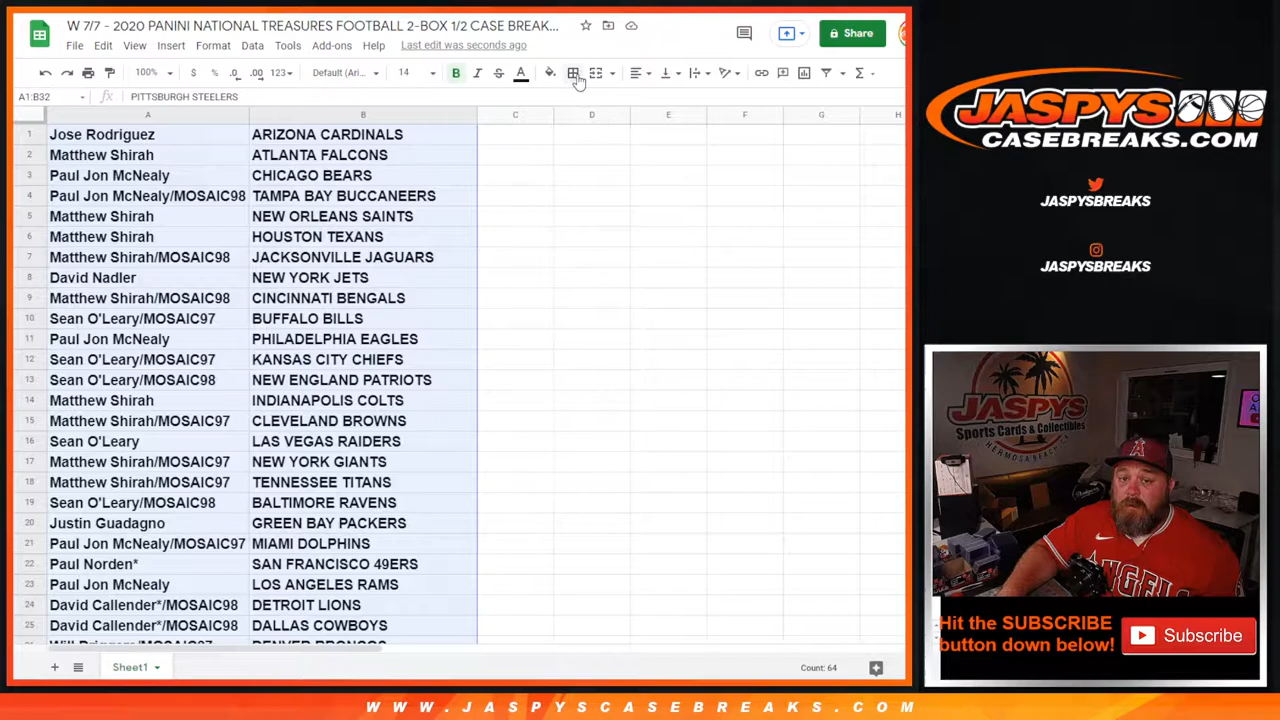 W 7/7 - 2020 PANINI NATIONAL TREASURES FOOTBALL 2-BOX 1/2 CASE BREAK...
File Edit View Insert Format Data Tools Add-ons Help Last edit was seconds ago
Share
100% $ % .0 .00 123 Default (Ari... 14 B I S A
A1:B32 fx PITTSBURGH STEELERS
A B C D E F G H
1 Jose Rodriguez ARIZONA CARDINALS
2 Matthew Shirah ATLANTA FALCONS
3 Paul Jon McNealy CHICAGO BEARS
4 Paul Jon McNealy/MOSAIC98 TAMPA BAY BUCCANEERS
5 Matthew Shirah NEW ORLEANS SAINTS
6 Matthew Shirah HOUSTON TEXANS
7 Matthew Shirah/MOSAIC98 JACKSONVILLE JAGUARS
8 David Nadler NEW YORK JETS
9 Matthew Shirah/MOSAIC98 CINCINNATI BENGALS
10 Sean O'Leary/MOSAIC97 BUFFALO BILLS
11 Paul Jon McNealy PHILADELPHIA EAGLES
12 Sean O'Leary/MOSAIC97 KANSAS CITY CHIEFS
13 Sean O'Leary/MOSAIC98 NEW ENGLAND PATRIOTS
14 Matthew Shirah INDIANAPOLIS COLTS
15 Matthew Shirah/MOSAIC97 CLEVELAND BROWNS
16 Sean O'Leary LAS VEGAS RAIDERS
17 Matthew Shirah/MOSAIC97 NEW YORK GIANTS
18 Matthew Shirah/MOSAIC97 TENNESSEE TITANS
19 Sean O'Leary/MOSAIC98 BALTIMORE RAVENS
20 Justin Guadagno GREEN BAY PACKERS
21 Paul Jon McNealy/MOSAIC97 MIAMI DOLPHINS
22 Paul Norden* SAN FRANCISCO 49ERS
23 Paul Jon McNealy LOS ANGELES RAMS
24 David Callender*/MOSAIC98 DETROIT LIONS
25 David Callender*/MOSAIC98 DALLAS COWBOYS
DENVER BRONCOS
Sheet1 Count: 64
JASPYS
CASEBREAKS.COM
JASPYSBREAKS
JASPYSBREAKS
JASPYS
Sports Cards & Collectibles
HERMOSA BEACH
A
ANGELS
Hit the SUBSCRIBE
button down below!
Subscribe
WWW.JASPYSCASEBREAKS.COM